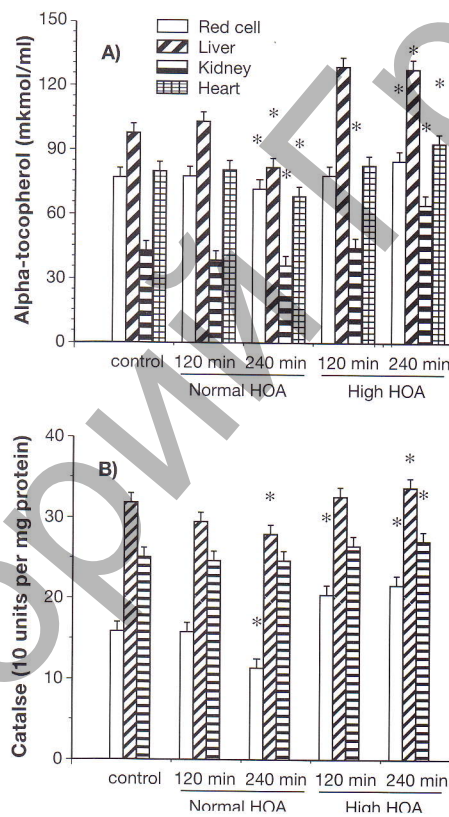 150
120
90
60
30
0
Alpha-tocopherol (mkmol/ml)
A)
Red cell
Liver
Kidney
Heart
* * * *
* * * * *
control 120 min 240 min 120 min 240 min
Normal HOA High HOA
40
30
20
10
0
Catalse (10 units per mg protein)
B)
* *
* * * *
control 120 min 240 min 120 min 240 min
Normal HOA High HOA